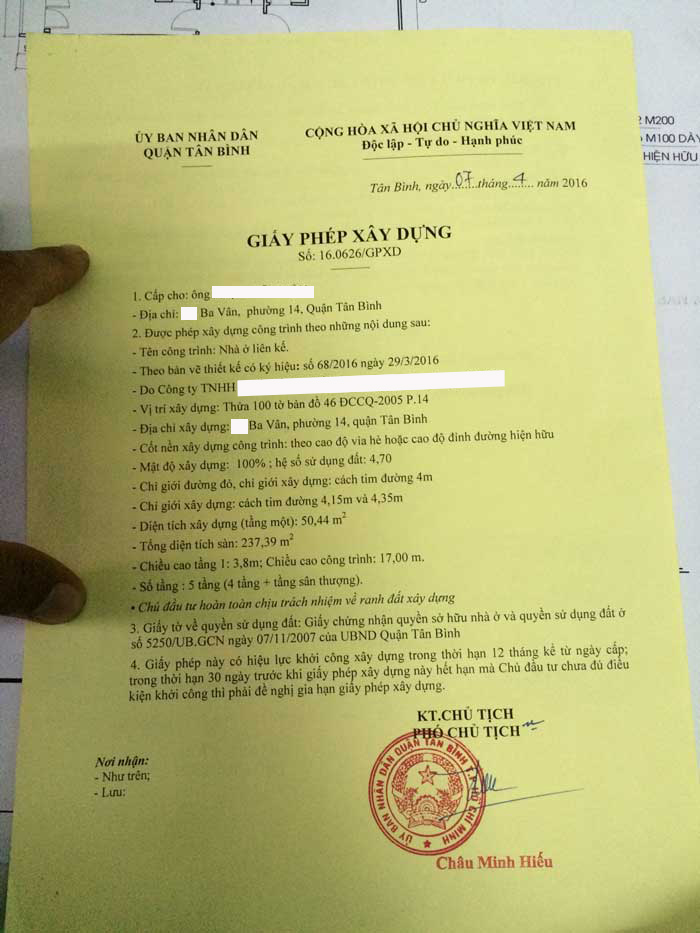 2 M200
M100 DÀY
HIỆN HỮU
ỦY BAN NHÂN DÂN
QUẬN TÂN BÌNH
CỘNG HÒA XÃ HỘI CHỦ NGHĨA VIỆT NAM
Độc lập - Tự do - Hạnh phúc
Tân Bình, ngày 07 tháng 4 năm 2016
GIẤY PHÉP XÂY DỰNG
Số: 16.0626/GPXD
1. Cấp cho: ông
- Địa chỉ: Ba Vân, phường 14, Quận Tân Bình
2. Được phép xây dựng công trình theo những nội dung sau:
- Tên công trình: Nhà ở liên kế.
- Theo bản vẽ thiết kế có ký hiệu: số 68/2016 ngày 29/3/2016
- Do Công ty TNHH
- Vị trí xây dựng: Thửa 100 tờ bản đồ 46 ĐCCQ-2005 P.14
- Địa chỉ xây dựng: Ba Vân, phường 14, quận Tân Bình
- Cốt nền xây dựng công trình: theo cao độ vỉa hè hoặc cao độ đỉnh đường hiện hữu
- Mật độ xây dựng: 100% ; hệ số sử dụng đất: 4,70
- Chỉ giới đường đỏ, chỉ giới xây dựng: cách tim đường 4m
- Chỉ giới xây dựng: cách tim đường 4,15m và 4,35m
- Diện tích xây dựng (tầng một): 50,44 m²
- Tổng diện tích sàn: 237,39 m²
- Chiều cao tầng 1: 3,8m; Chiều cao công trình: 17,00 m.
- Số tầng : 5 tầng (4 tầng + tầng sân thượng).
• Chủ đầu tư hoàn toàn chịu trách nhiệm về ranh đất xây dựng
3. Giấy tờ về quyền sử dụng đất: Giấy chứng nhận quyền sở hữu nhà ở và quyền sử dụng đất ở
số 5250/UB.GCN ngày 07/11/2007 của UBND Quận Tân Bình
4. Giấy phép này có hiệu lực khởi công xây dựng trong thời hạn 12 tháng kể từ ngày cấp;
trong thời hạn 30 ngày trước khi giấy phép xây dựng này hết hạn mà Chủ đầu tư chưa đủ điều
kiện khởi công thì phải đề nghị gia hạn giấy phép xây dựng.
KT.CHỦ TỊCH
PHÓ CHỦ TỊCH
Nơi nhận:
- Như trên;
- Lưu:
ỦY BAN NHÂN DÂN QUẬN TÂN BÌNH T.P HỒ CHÍ MINH
Châu Minh Hiếu